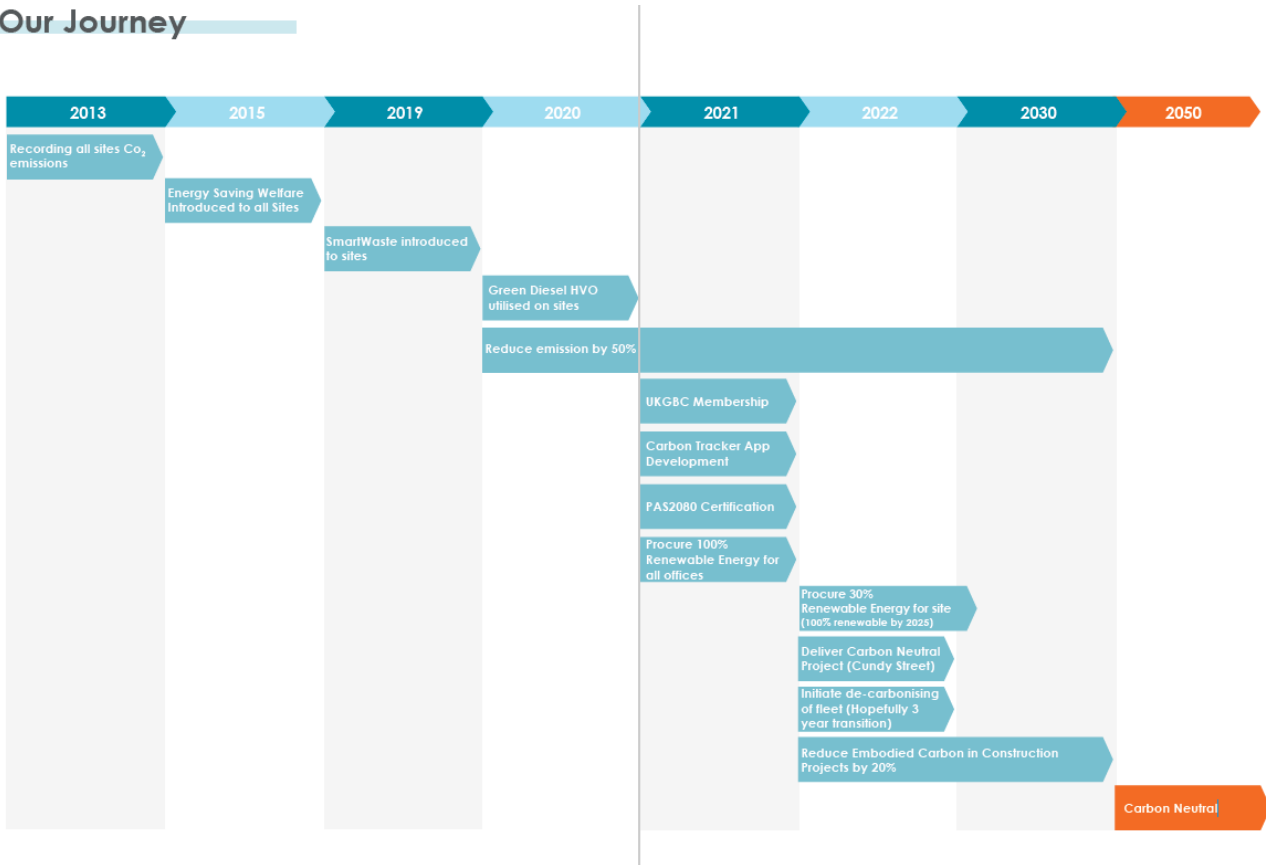 Our Journey
2013
2015
2019
2020
2021
2022
2030
2050
Recording all sites Co₂
emissions
Energy Saving Welfare
Introduced to all Sites
SmartWaste introduced
to sites
Green Diesel HVO
utilised on sites
Reduce emission by 50%
UKGBC Membership
Carbon Tracker App
Development
PAS2080 Certification
Procure 100%
Renewable Energy for
all offices
Procure 30%
Renewable Energy for site
(100% renewable by 2025)
Deliver Carbon Neutral
Project (Cundy Street)
Initiate de-carbonising
of fleet (Hopefully 3
year transition)
Reduce Embodied Carbon in Construction
Projects by 20%
Carbon Neutral